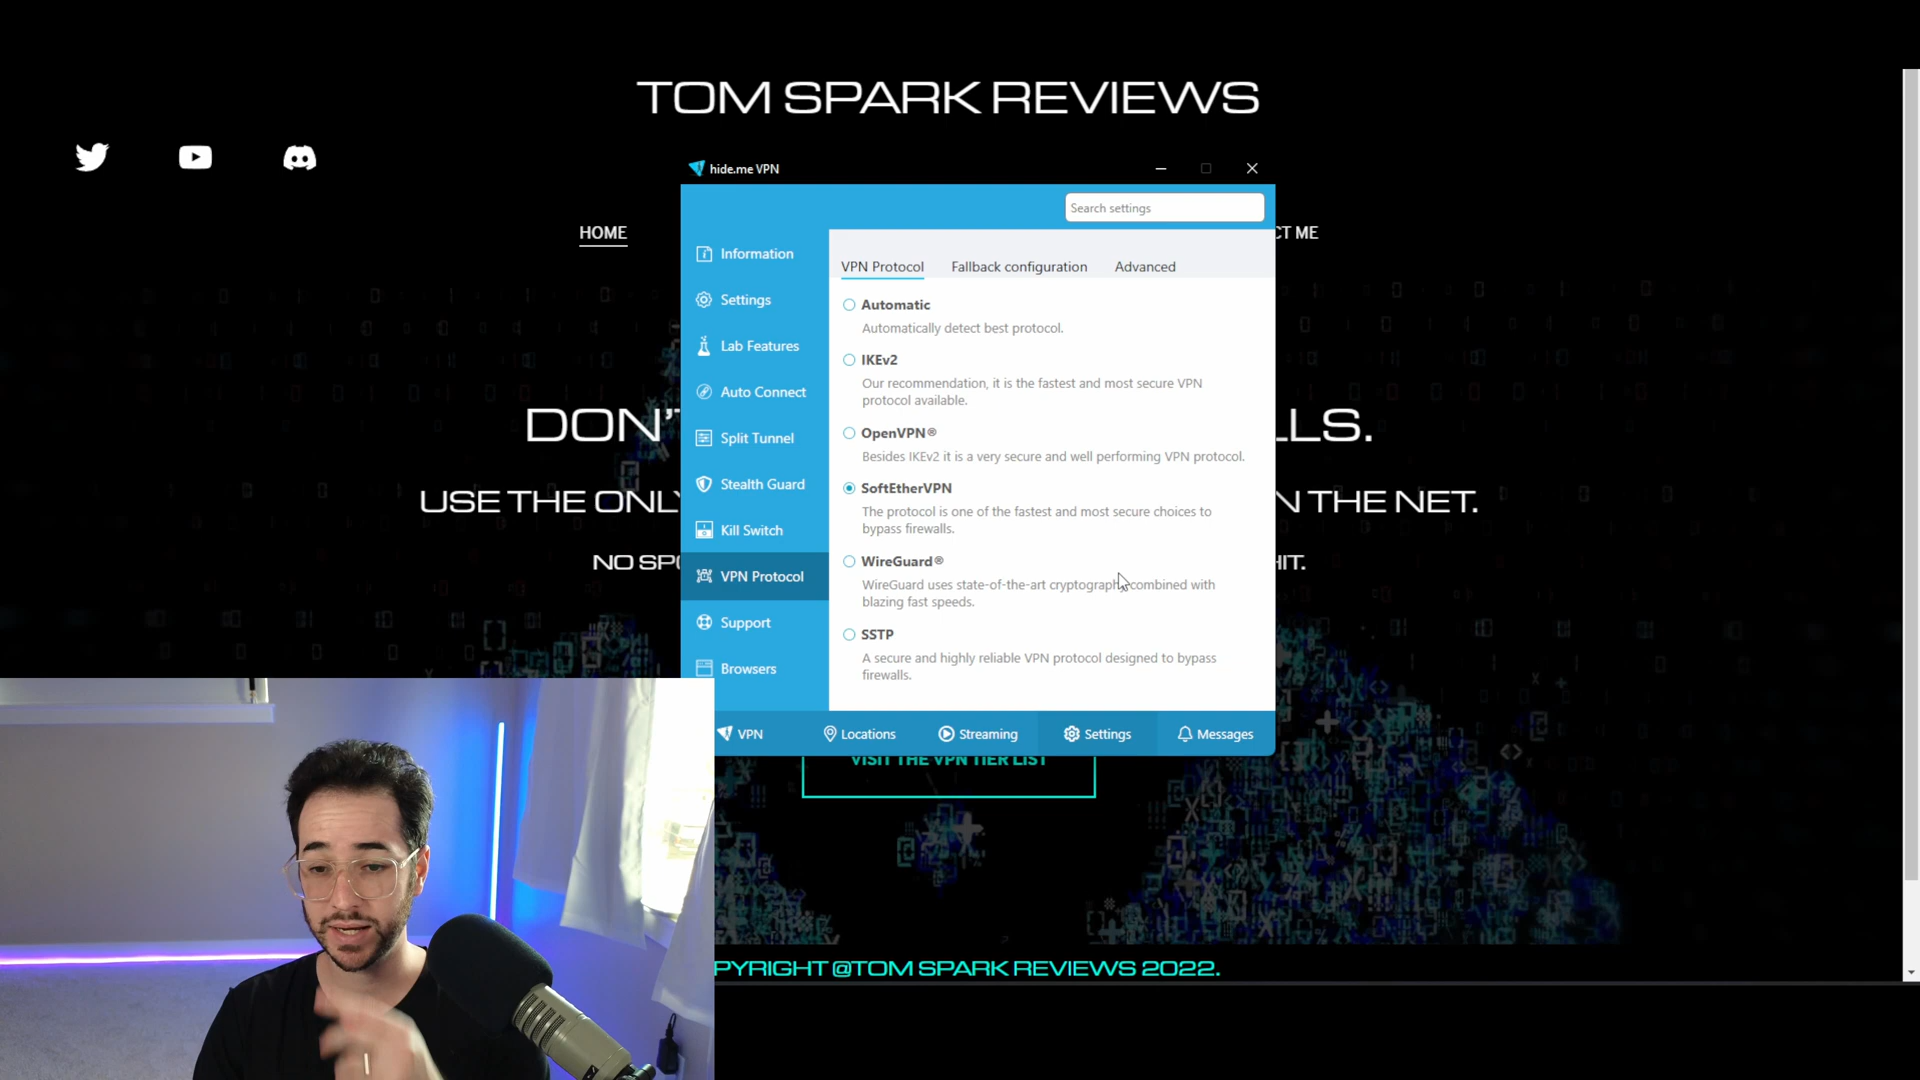 TOM SPARK REVIEWS
hide.me VPN
Search settings
HOME
CT ME
Information
Settings
Lab Features
Auto Connect
Split Tunnel
Stealth Guard
Kill Switch
VPN Protocol
Support
Browsers
VPN Protocol
Fallback configuration
Advanced
Automatic
Automatically detect best protocol.
IKEv2
Our recommendation, it is the fastest and most secure VPN
protocol available.
OpenVPN®
Besides IKEv2 it is a very secure and well performing VPN protocol.
SoftEtherVPN
The protocol is one of the fastest and most secure choices to
bypass firewalls.
WireGuard®
WireGuard uses state-of-the-art cryptography combined with
blazing fast speeds.
SSTP
A secure and highly reliable VPN protocol designed to bypass
firewalls.
VPN
Locations
Streaming
Settings
Messages
DON'T
LLS.
USE THE ONL
N THE NET.
NO SPO
HIT.
VISIT THE VPN TIER LIST
PYRIGHT @TOM SPARK REVIEWS 2022.